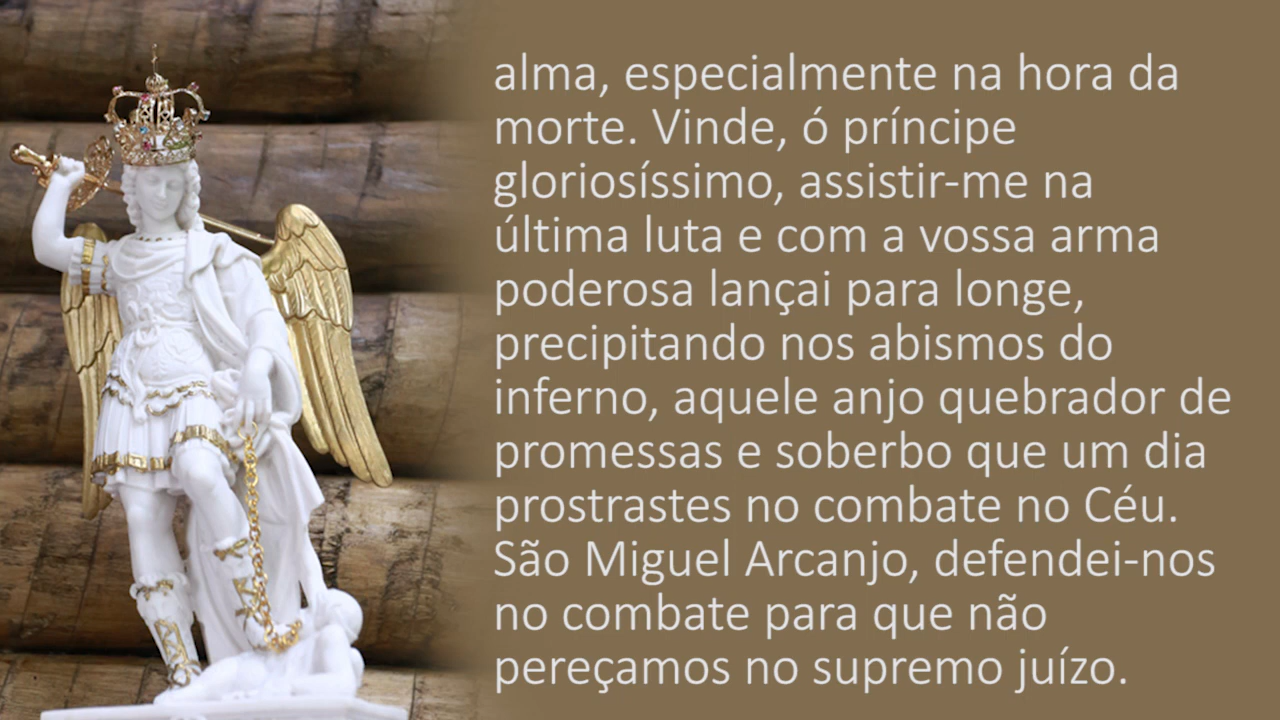 alma, especialmente na hora da
morte. Vinde, ó príncipe
gloriosíssimo, assistir-me na
última luta e com a vossa arma
poderosa lançai para longe,
precipitando nos abismos do
inferno, aquele anjo quebrador de
promessas e soberbo que um dia
prostrastes no combate no Céu.
São Miguel Arcanjo, defendei-nos
no combate para que não
pereçamos no supremo juízo.